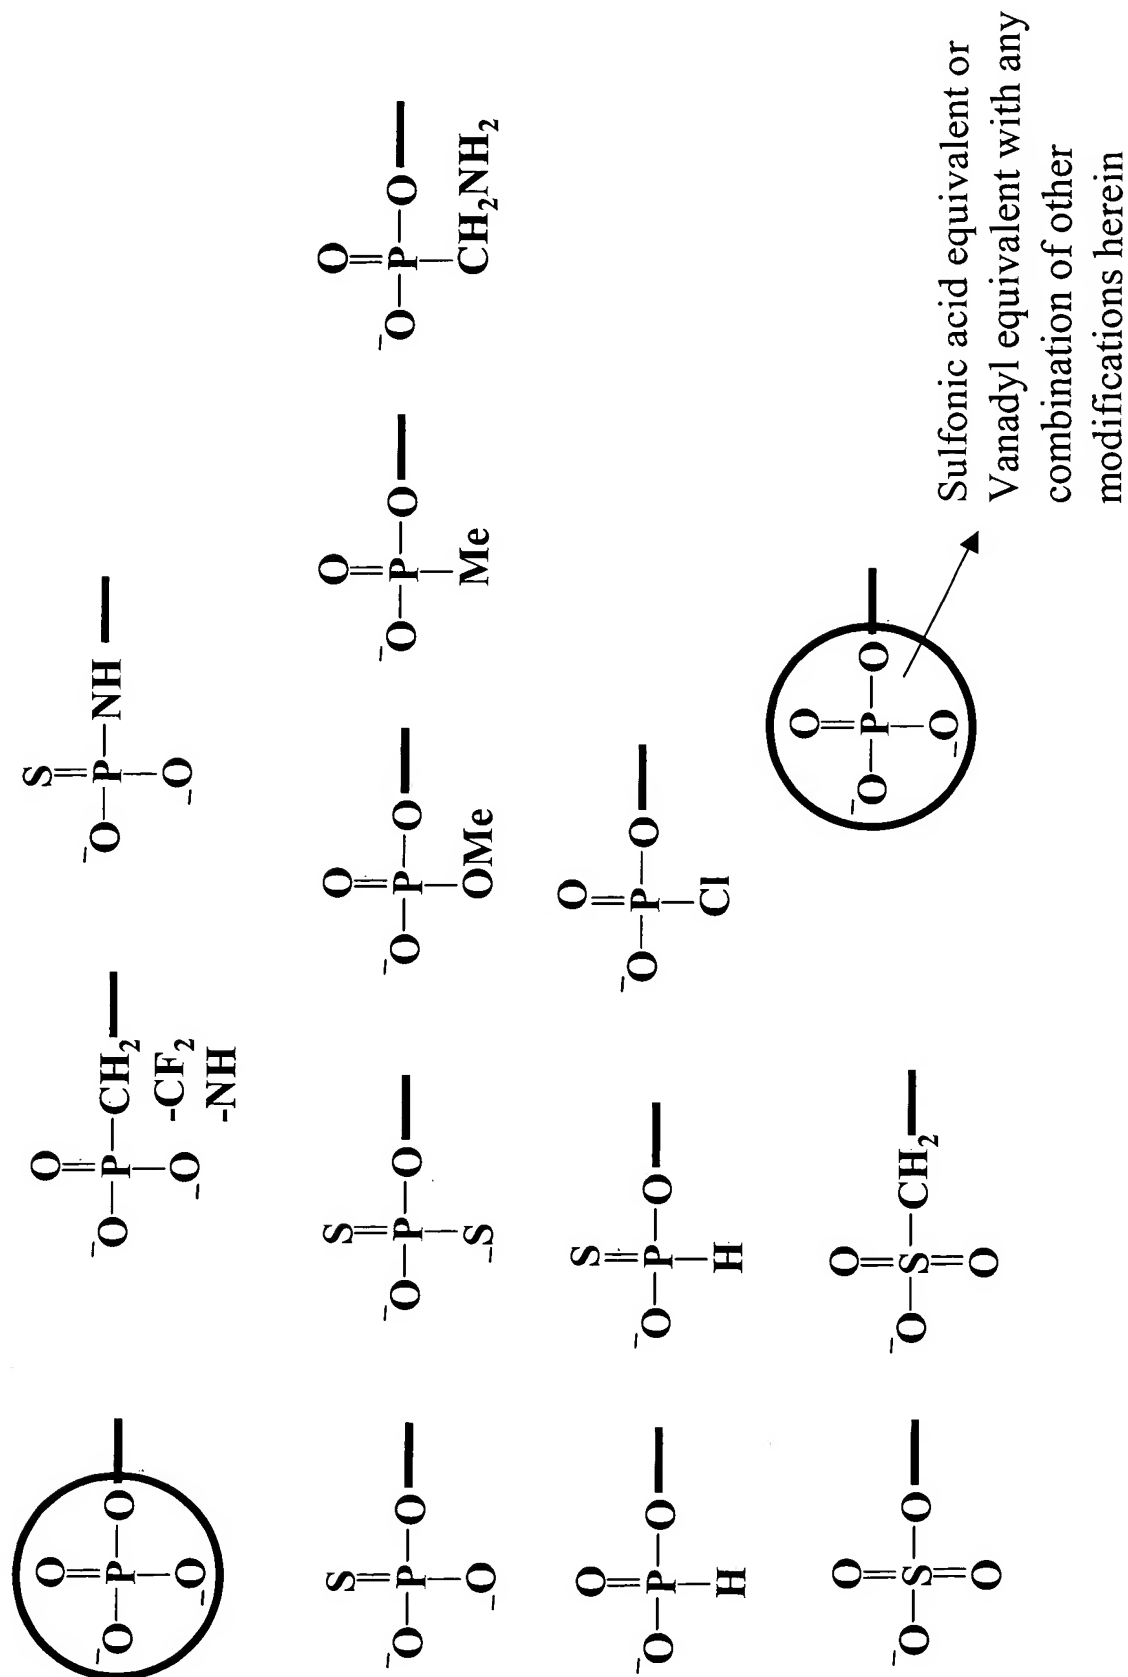 O
⁻O–P–O
O⁻
O
⁻O–P–CH₂
O⁻
-CF₂
-NH
S
⁻O–P–NH
O⁻
S
⁻O–P–O
O⁻
S
⁻O–P–O
S⁻
O
⁻O–P–O
OMe
O
⁻O–P–O
Me
O
⁻O–P–O
CH₂NH₂
O
⁻O–P–O
H
S
⁻O–P–O
H
O
⁻O–P–O
Cl
O
⁻O–S–O
O
O
⁻O–S–CH₂
O
O
⁻O–P–O
O⁻
Sulfonic acid equivalent or
Vanadyl equivalent with any
combination of other
modifications herein